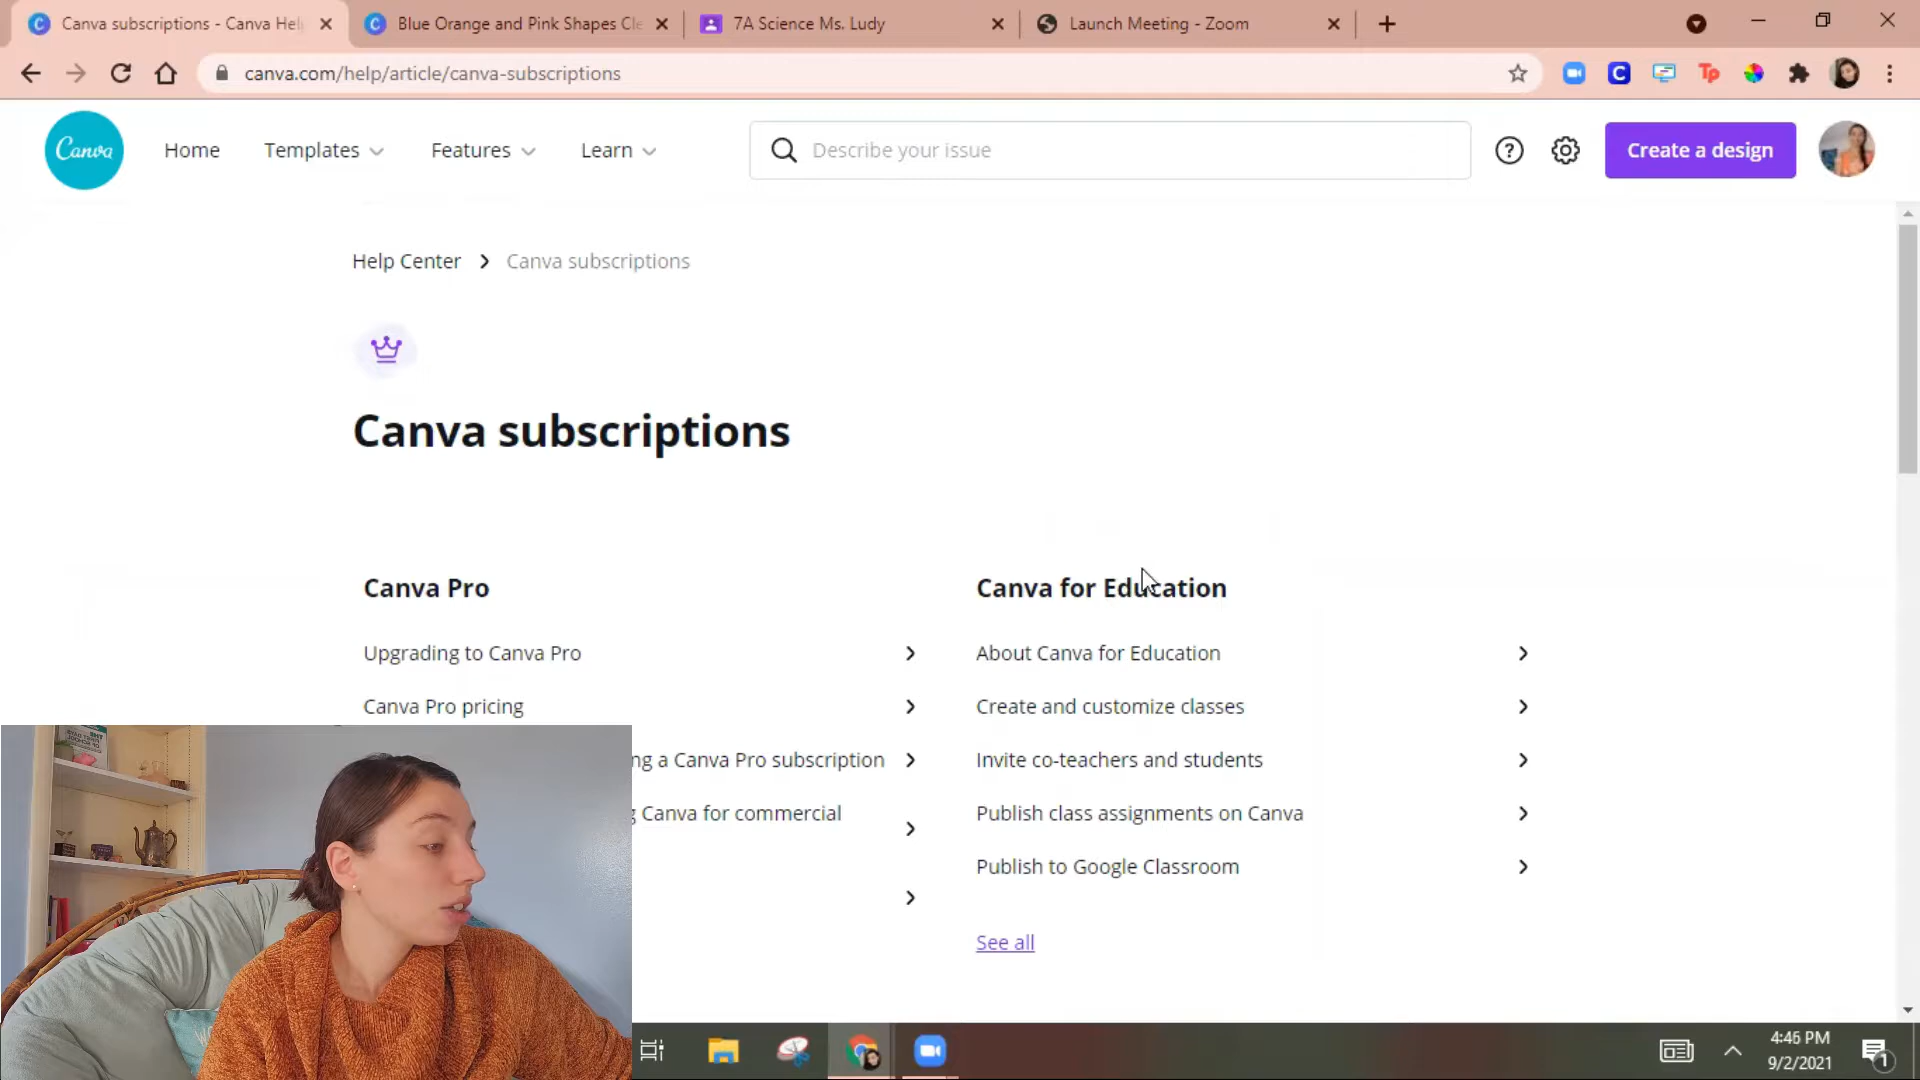 Canva subscriptions - Canva Hel
Blue Orange and Pink Shapes Cle
7A Science Ms. Ludy
Launch Meeting - Zoom
canva.com/help/article/canva-subscriptions
C
Tp
Canva
Home
Templates
Features
Learn
Describe your issue
Create a design
Help Center > Canva subscriptions
Canva subscriptions
Canva Pro
Canva for Education
Upgrading to Canva Pro
About Canva for Education
Canva Pro pricing
Create and customize classes
ng a Canva Pro subscription
Invite co-teachers and students
g Canva for commercial
Publish class assignments on Canva
Publish to Google Classroom
See all
4:46 PM
9/2/2021
1